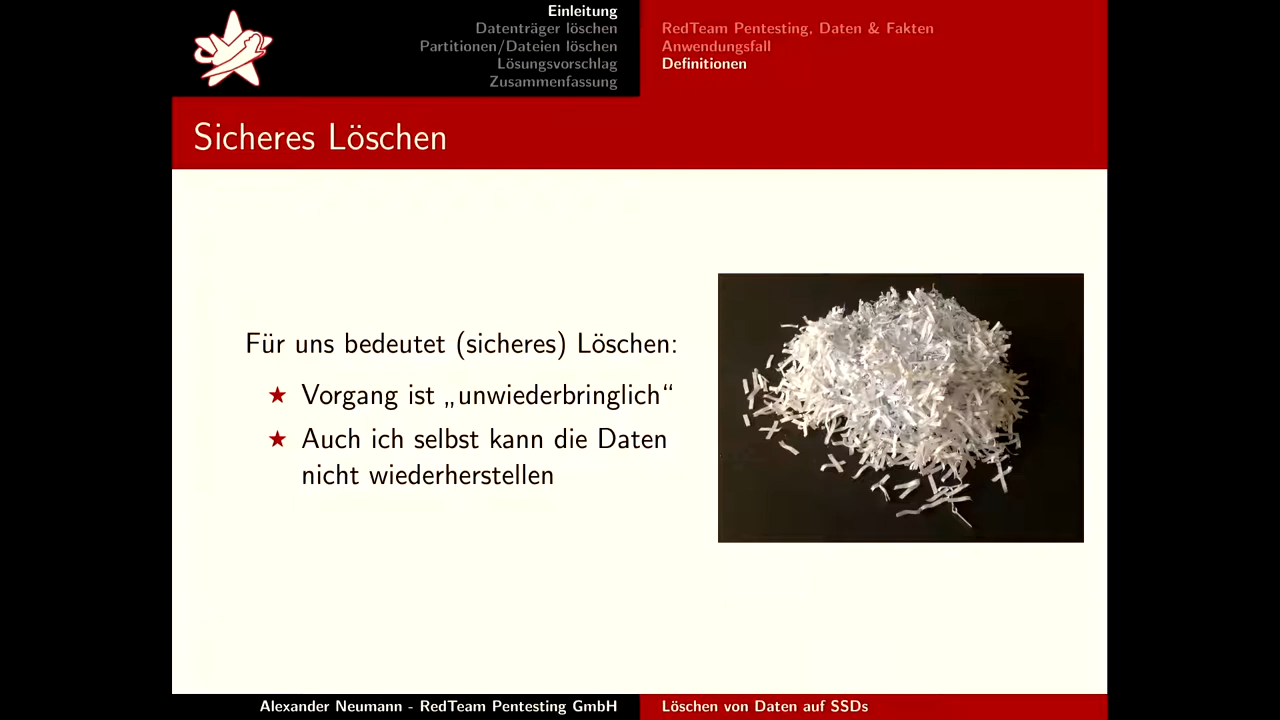 Einleitung
Datenträger löschen
Partitionen/Dateien löschen
Lösungsvorschlag
Zusammenfassung
RedTeam Pentesting, Daten & Fakten
Anwendungsfall
Definitionen
Sicheres Löschen
Für uns bedeutet (sicheres) Löschen:
★ Vorgang ist „unwiederbringlich“
★ Auch ich selbst kann die Daten
nicht wiederherstellen
Alexander Neumann - RedTeam Pentesting GmbH
Löschen von Daten auf SSDs